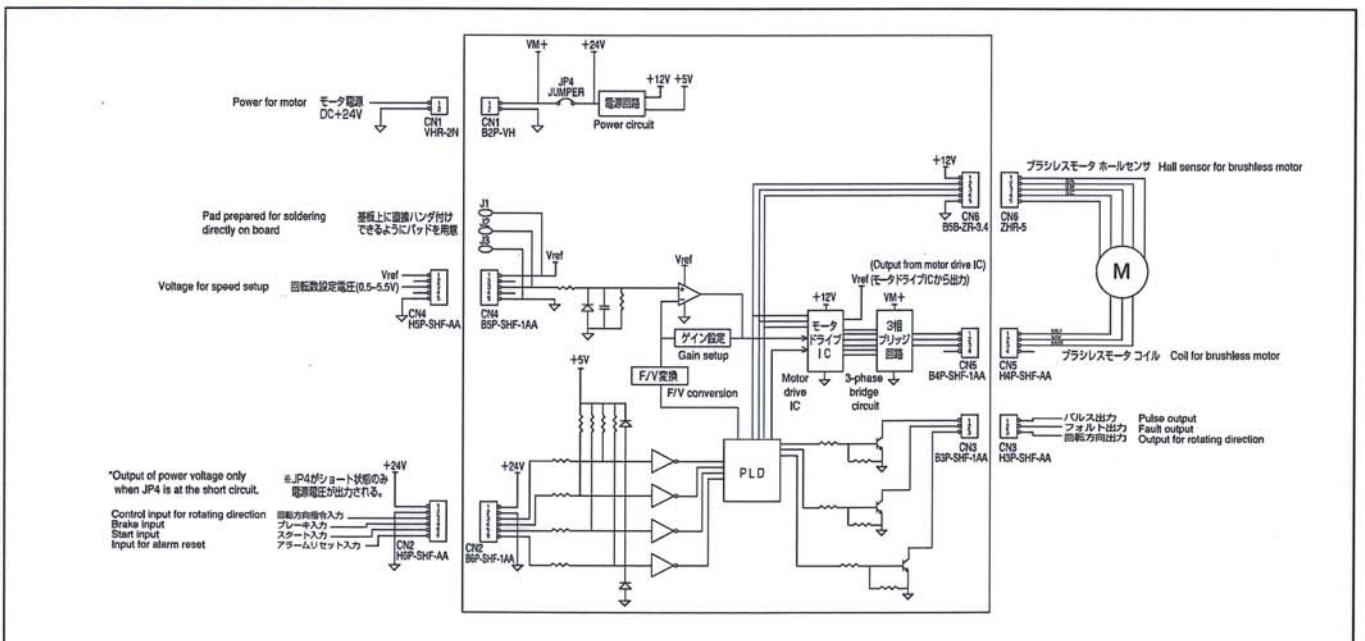 VM+
+24V
+12V
+5V
JP4
JUMPER
電源回路
Power circuit
Power for motor
モータ電源
DC+24V
CN1
VHR-2N
CN1
B2P-VH
+12V
CN6
B5B-ZR-3.4
CN6
ZHR-5
ブラシレスモータ ホールセンサ
Hall sensor for brushless motor
Pad prepared for soldering
directly on board
基板上に直接ハンダ付け
できるようにパッドを用意
J1
J2
J3
Vref
Voltage for speed setup
Vref
回転数設定電圧(0.5~5.5V)
CN4
H5P-SHF-AA
CN4
B5P-SHF-1AA
Vref
ゲイン設定
Gain setup
F/V変換
F/V conversion
(Output from motor drive IC)
Vref (モータドライブICから出力)
+12V
VM+
モータ
ドライブ
IC
Motor
drive
IC
3相
ブリッジ
回路
3-phase
bridge
circuit
CN5
B4P-SHF-1AA
CN5
H4P-SHF-AA
M
ブラシレスモータ コイル
Coil for brushless motor
+5V
PLD
CN3
B3P-SHF-1AA
CN3
H3P-SHF-AA
パルス出力
Pulse output
フォルト出力
Fault output
回転方向出力
Output for rotating direction
*Output of power voltage only
when JP4 is at the short circuit.
※JP4がショート状態のみ
電源電圧が出力される。
+24V
+24V
Control input for rotating direction
回転方向指令入力
Brake input
ブレーキ入力
Start input
スタート入力
Input for alarm reset
アラームリセット入力
CN2
H6P-SHF-AA
CN2
B6P-SHF-1AA